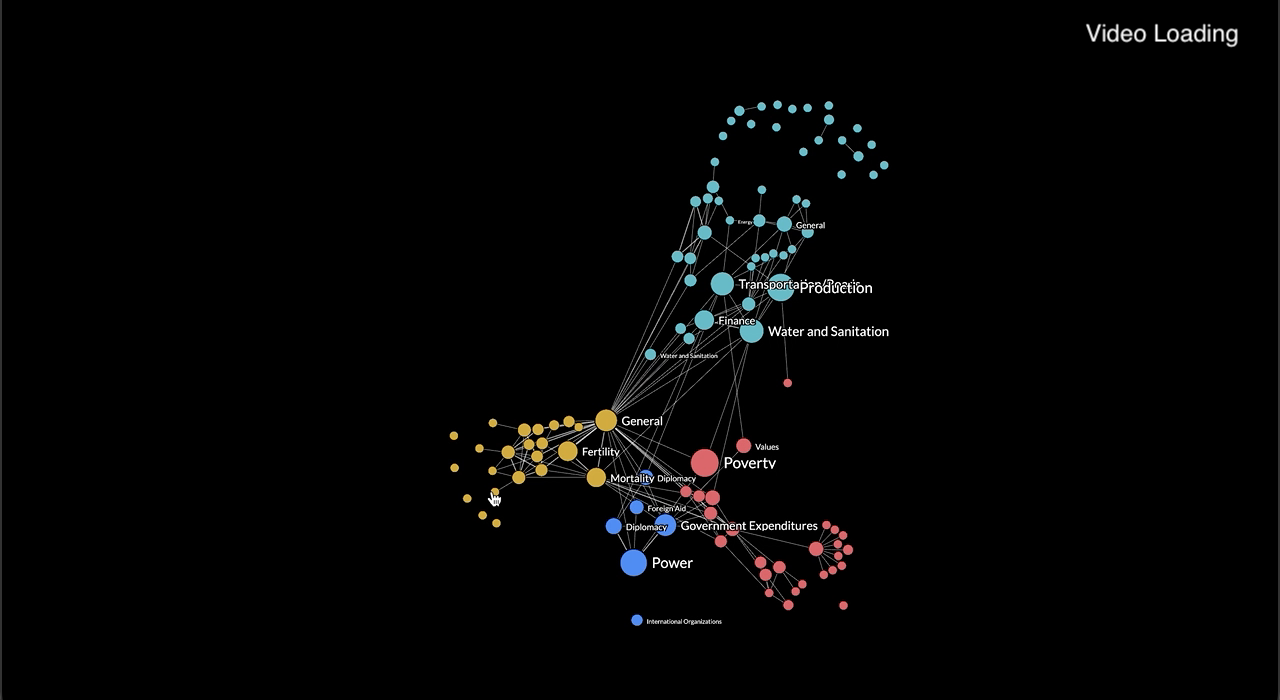 Video Loading
Energy
General
Transportation/Roads
Production
Finance
Water and Sanitation
Water and Sanitation
General
Values
Fertility
Poverty
Mortality
Diplomacy
Foreign Aid
Diplomacy
Government Expenditures
Power
International Organizations